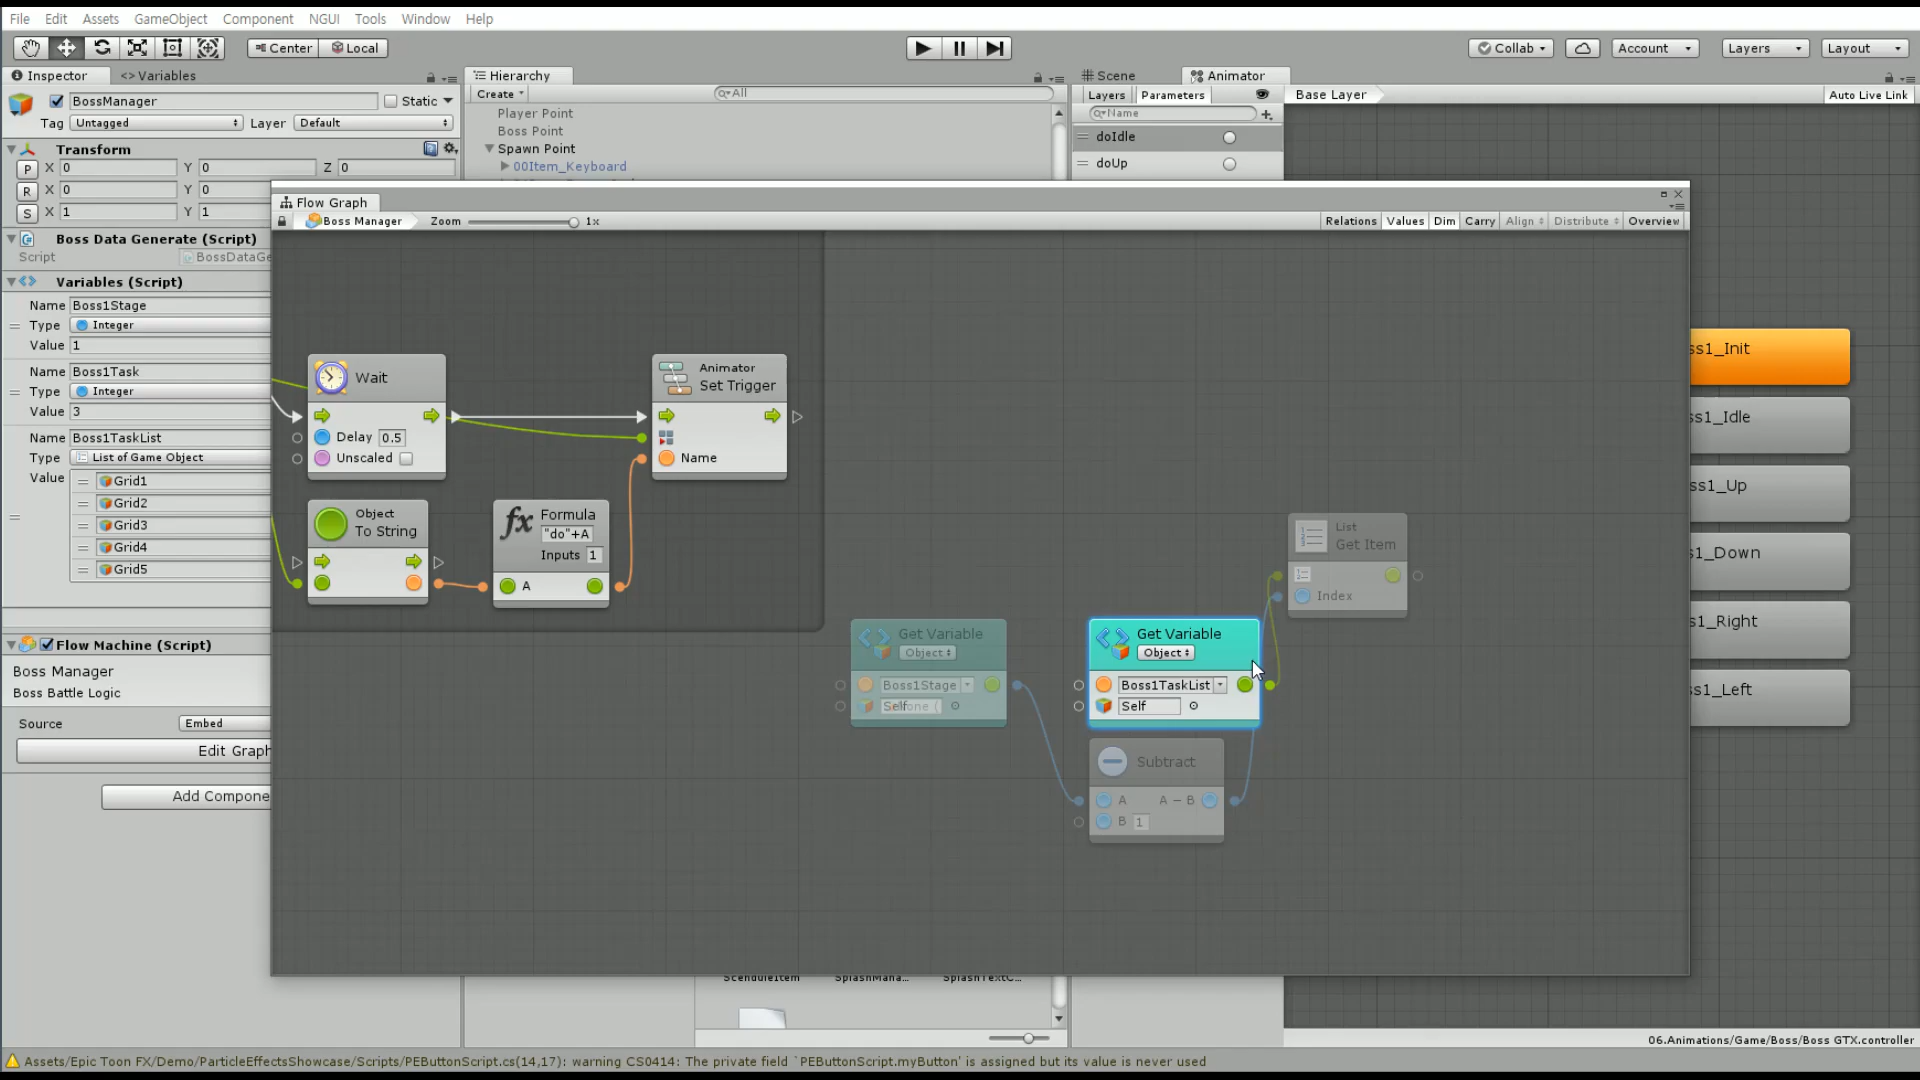 File Edit Assets GameObject Component NGUI Tools Window Help
Center Local
Collab Account Layers Layout
Inspector <> Variables
Hierarchy
Scene Animator
BossManager Static
Create All
Layers Parameters Base Layer Auto Live Link
Tag Untagged Layer Default
Player Point
Name
Boss Point
doIdle
Transform
Spawn Point
doUp
P X 0 Y 0 Z 0
00Item_Keyboard
R X 0 Y 0
S X 1 Y 1
Flow Graph
Boss Manager Zoom 1x
Relations Values Dim Carry Align Distribute Overview
Boss Data Generate (Script)
Script BossDataGe
Variables (Script)
Name Boss1Stage
Type Integer
Value 1
Name Boss1Task
Type Integer
Value 3
Name Boss1TaskList
Type List of Game Object
Value Grid1
Grid2
Grid3
Grid4
Grid5
Flow Machine (Script)
Boss Manager
Boss Battle Logic
Source Embed
Edit Graph
Add Compone
Wait
Delay 0.5
Unscaled
Animator
Set Trigger
Name
Object
To String
fx Formula
"do"+A
Inputs 1
A
Get Variable
Object
Boss1Stage
Self
Get Variable
Object
Boss1TaskList
Self
Subtract
A A − B
B 1
List
Get Item
Index
ss1_Init
ss1_Idle
ss1_Up
s1_Down
s1_Right
ss1_Left
06.Animations/Game/Boss/Boss GTX.controller
Assets/Epic Toon FX/Demo/ParticleEffectsShowcase/Scripts/PEButtonScript.cs(14,17): warning CS0414: The private field `PEButtonScript.myButton' is assigned but its value is never used